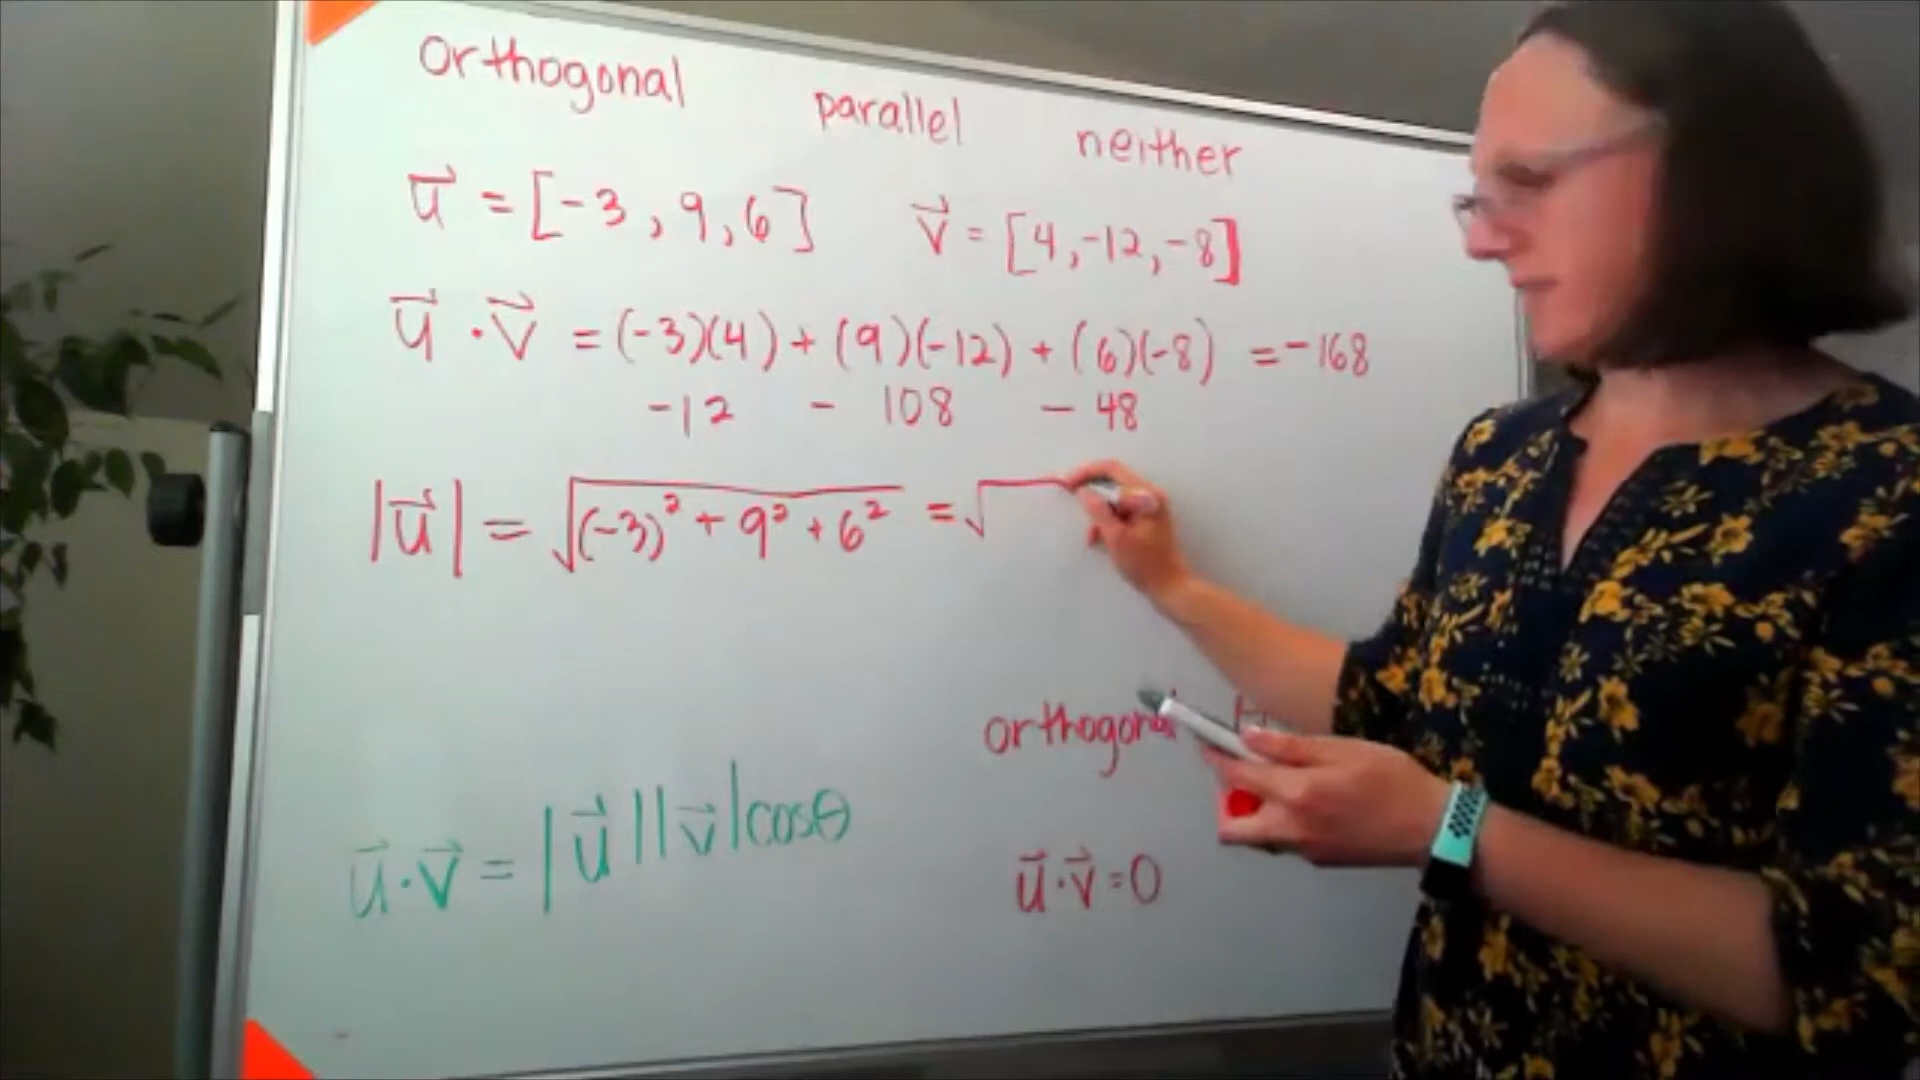 orthogonal parallel neither
u⃗ = [-3, 9, 6] v⃗ = [4, -12, -8]
u⃗ · v⃗ = (-3)(4) + (9)(-12) + (6)(-8) = -168
-12 - 108 - 48
|u⃗| = √((-3)² + 9² + 6²) = √
orthogonal
u⃗ · v⃗ = |u⃗||v⃗|cosθ
u⃗ · v⃗ = 0